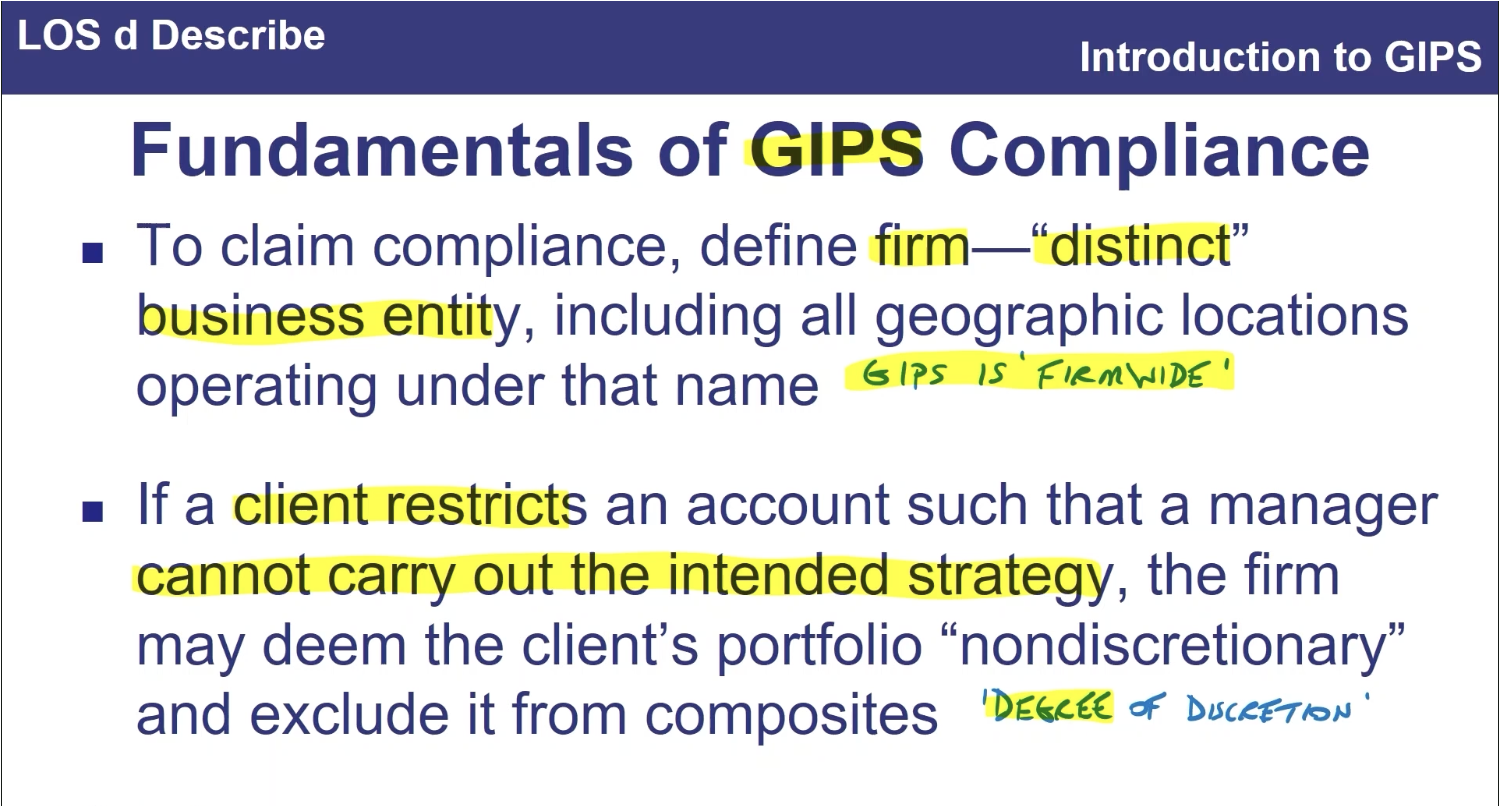 LOS d Describe
Introduction to GIPS
Fundamentals of GIPS Compliance
■ To claim compliance, define firm—“distinct”
business entity, including all geographic locations
operating under that name GIPS IS 'FIRMWIDE'
■ If a client restricts an account such that a manager
cannot carry out the intended strategy, the firm
may deem the client’s portfolio “nondiscretionary”
and exclude it from composites 'DEGREE OF DISCRETION'